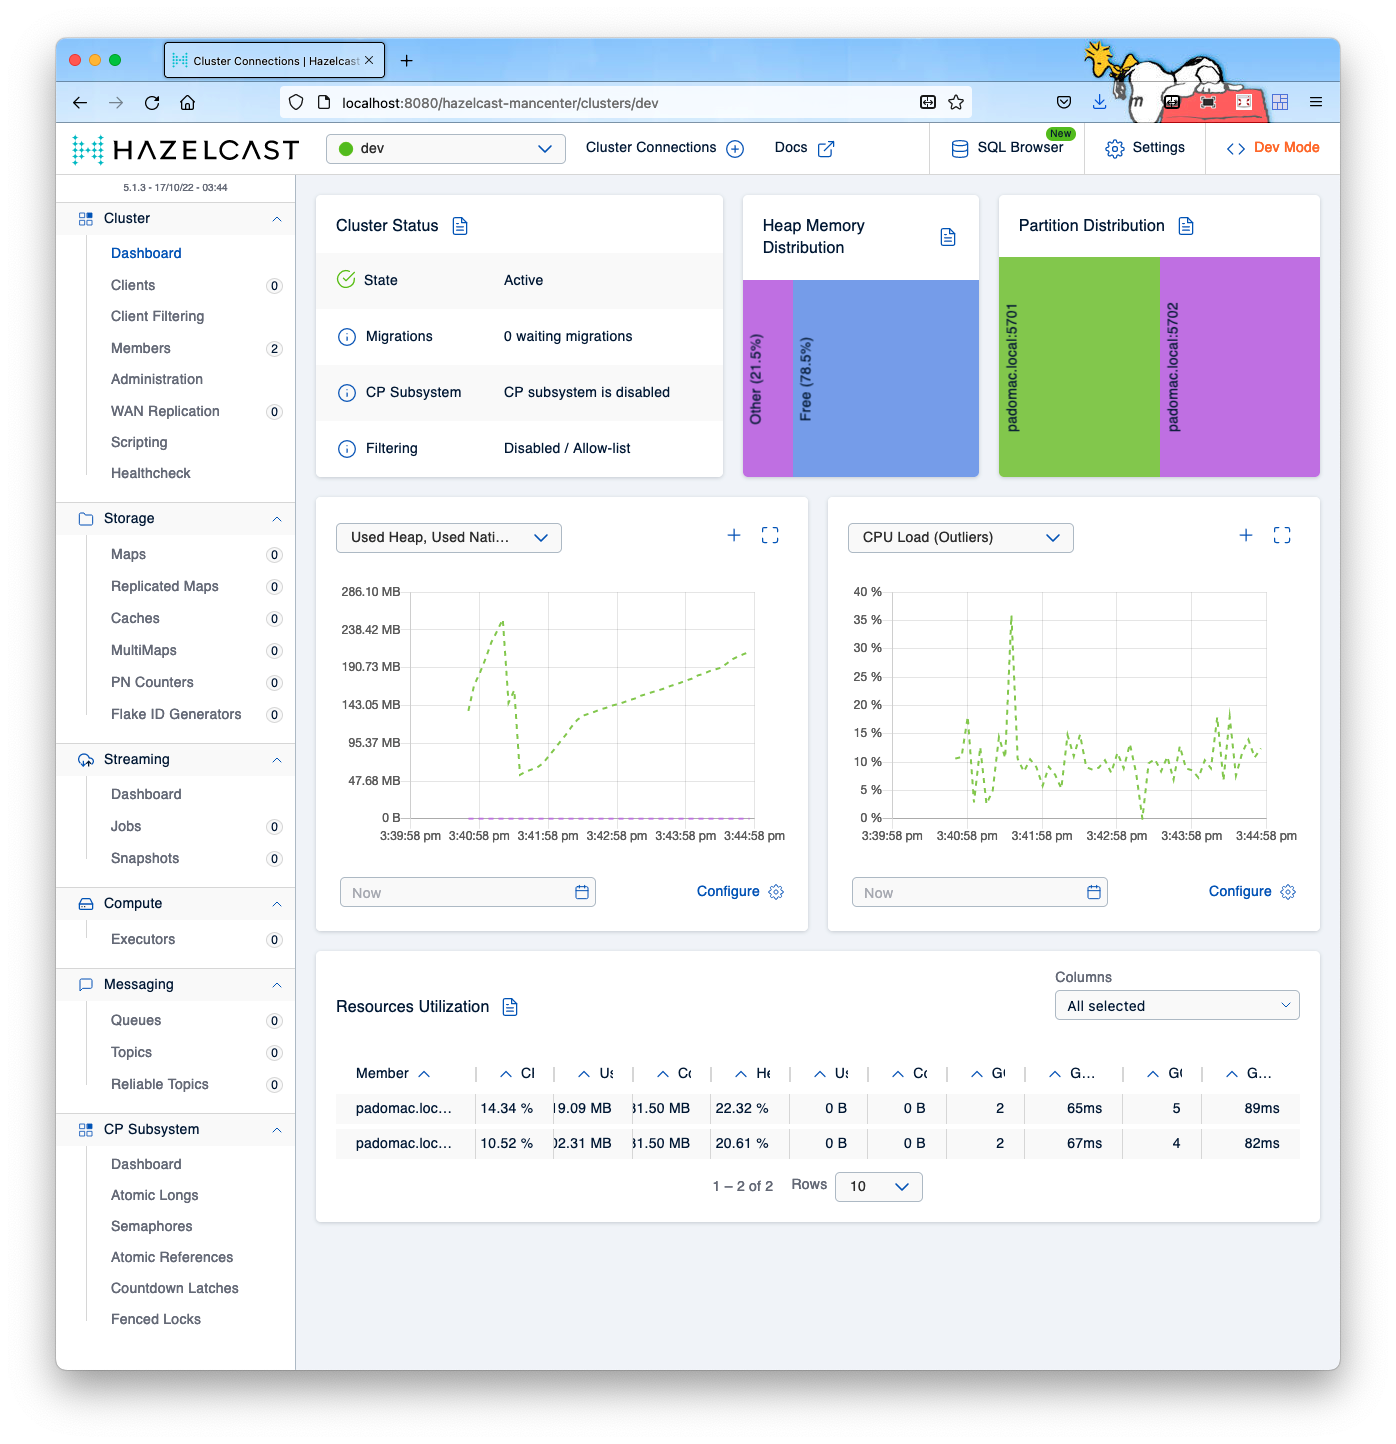 Cluster Connections | Hazelcast
localhost:8080/hazelcast-mancenter/clusters/dev
HAZELCAST
dev
Cluster Connections
Docs
SQL Browser
New
Settings
Dev Mode
5.1.3 - 17/10/22 - 03:44
Cluster
Dashboard
Clients 0
Client Filtering
Members 2
Administration
WAN Replication 0
Scripting
Healthcheck
Storage
Maps 0
Replicated Maps 0
Caches 0
MultiMaps 0
PN Counters 0
Flake ID Generators 0
Streaming
Dashboard
Jobs 0
Snapshots 0
Compute
Executors 0
Messaging
Queues 0
Topics 0
Reliable Topics 0
CP Subsystem
Dashboard
Atomic Longs
Semaphores
Atomic References
Countdown Latches
Fenced Locks
Cluster Status
State Active
Migrations 0 waiting migrations
CP Subsystem CP subsystem is disabled
Filtering Disabled / Allow-list
Heap Memory
Distribution
Other (21.5%)
Free (78.5%)
Partition Distribution
padomac.local:5701
padomac.local:5702
Used Heap, Used Nati...
286.10 MB
238.42 MB
190.73 MB
143.05 MB
95.37 MB
47.68 MB
0 B
3:39:58 pm 3:40:58 pm 3:41:58 pm 3:42:58 pm 3:43:58 pm 3:44:58 pm
Now
Configure
CPU Load (Outliers)
40 %
35 %
30 %
25 %
20 %
15 %
10 %
5 %
0 %
3:39:58 pm 3:40:58 pm 3:41:58 pm 3:42:58 pm 3:43:58 pm 3:44:58 pm
Now
Configure
Resources Utilization
Columns
All selected
Member Us He Us G... G...
padomac.loc... 14.34 % 19.09 MB 31.50 MB 22.32 % 0 B 0 B 2 65ms 5 89ms
padomac.loc... 10.52 % 02.31 MB 31.50 MB 20.61 % 0 B 0 B 2 67ms 4 82ms
1 – 2 of 2 Rows 10